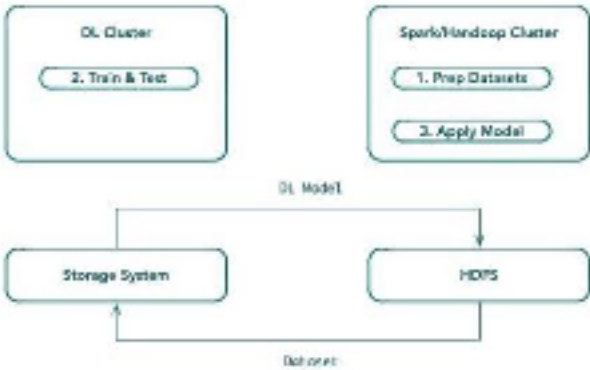 DL Cluster
2. Train & Test
Spark/Handoop Cluster
1. Prep Datasets
3. Apply Model
DL Model
Storage System
HDFS
Dataset